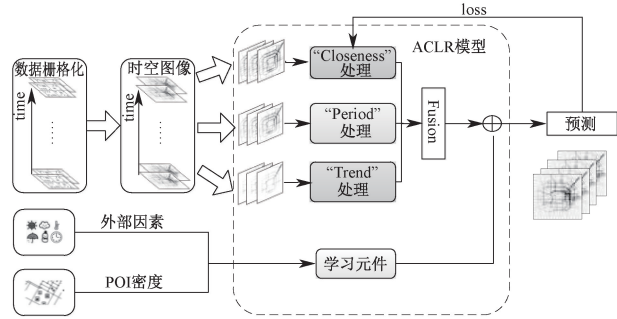 loss
ACLR模型
数据栅格化
time
时空图像
time
“Closeness”
处理
“Period”
处理
“Trend”
处理
Fusion
预测
外部因素
POI密度
学习元件